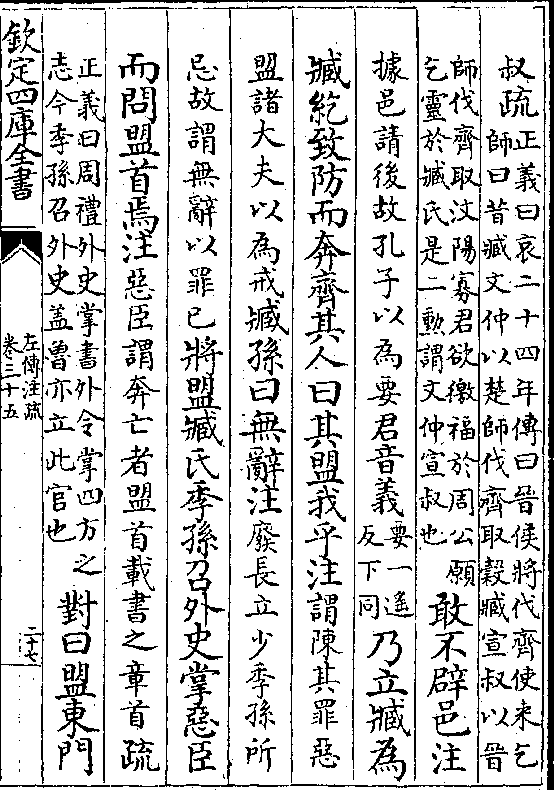 叔疏正義曰哀二十四年傳曰晉侯將伐齊使来乞
師曰昔臧文仲以楚師伐齊取穀臧宣叔以晉
師伐齊取汶陽寡君欲徼福於周公願
乞靈於臧氏是二勲謂文仲宣叔也敢不辟邑注
據邑請後故孔子以為要君音義要一遥
反下同乃立臧為
臧紇致防而奔齊其人曰其盟我乎注謂陳其罪惡
盟諸大夫以為戒臧孫曰無辭注廢長立少季孫所
忌故謂無辭以罪已將盟臧氏季孫召外史掌惡臣
而問盟首焉注惡臣謂奔亡者盟首載書之章首疏
正義曰周禮外史掌書外令掌四方之
志今季孫召外史盖魯亦立此官也對曰盟東門
欽定四庫全書
左傳注疏
卷三十五
二十七